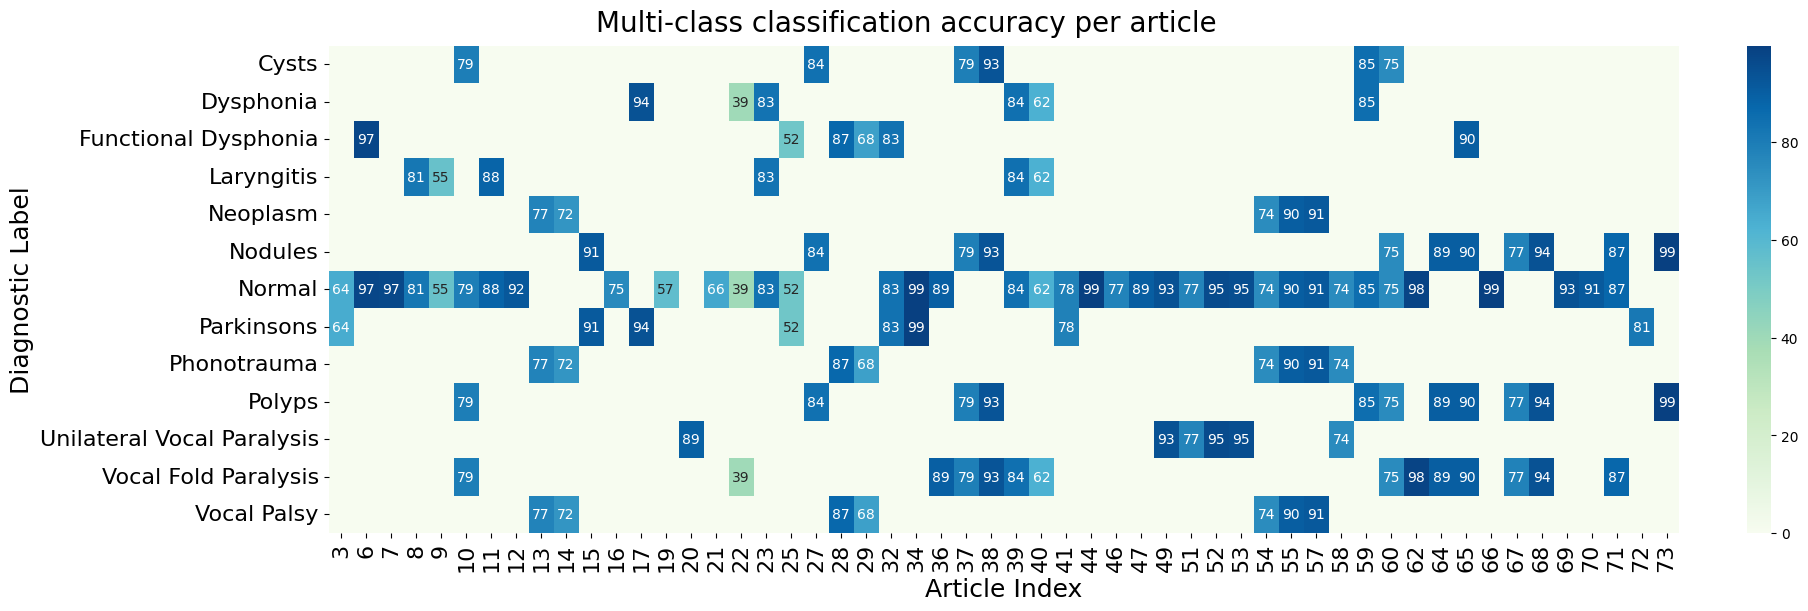 Multi-class classification accuracy per article
Diagnostic Label
Cysts 79 84 79 93 85 75
Dysphonia 94 39 83 84 62 85
Functional Dysphonia 97 52 87 68 83 90
Laryngitis 81 55 88 83 84 62
Neoplasm 77 72 74 90 91
Nodules 91 84 79 93 75 89 90 77 94 87 99
Normal 64 97 97 81 55 79 88 92 75 57 66 39 83 52 83 99 89 84 62 78 99 77 89 93 77 95 95 74 90 91 74 85 75 98 99 93 91 87
Parkinsons 64 91 94 52 83 99 78 81
Phonotrauma 77 72 87 68 74 90 91 74
Polyps 79 84 79 93 85 75 89 90 77 94 99
Unilateral Vocal Paralysis 89 93 77 95 95 74
Vocal Fold Paralysis 79 39 89 79 93 84 62 75 98 89 90 77 94 87
Vocal Palsy 77 72 87 68 74 90 91
3 6 7 8 9 10 11 12 13 14 15 16 17 19 20 21 22 23 25 27 28 29 32 34 36 37 38 39 40 41 44 46 47 49 51 52 53 54 55 57 58 59 60 62 64 65 66 67 68 69 70 71 72 73
Article Index
80
60
40
20
0